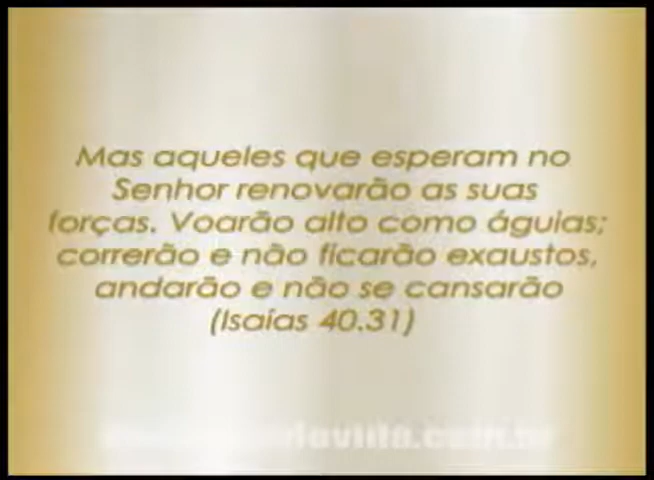 Mas aqueles que esperam no
Senhor renovarão as suas
forças. Voarão alto como águias;
correrão e não ficarão exaustos,
andarão e não se cansarão
(Isaías 40.31)